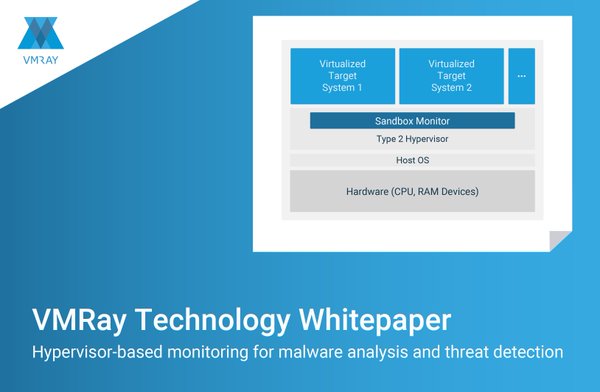 VMRAY
Virtualized
Target
System 1
Virtualized
Target
System 2
...
Sandbox Monitor
Type 2 Hypervisor
Host OS
Hardware (CPU, RAM Devices)
VMRay Technology Whitepaper
Hypervisor-based monitoring for malware analysis and threat detection